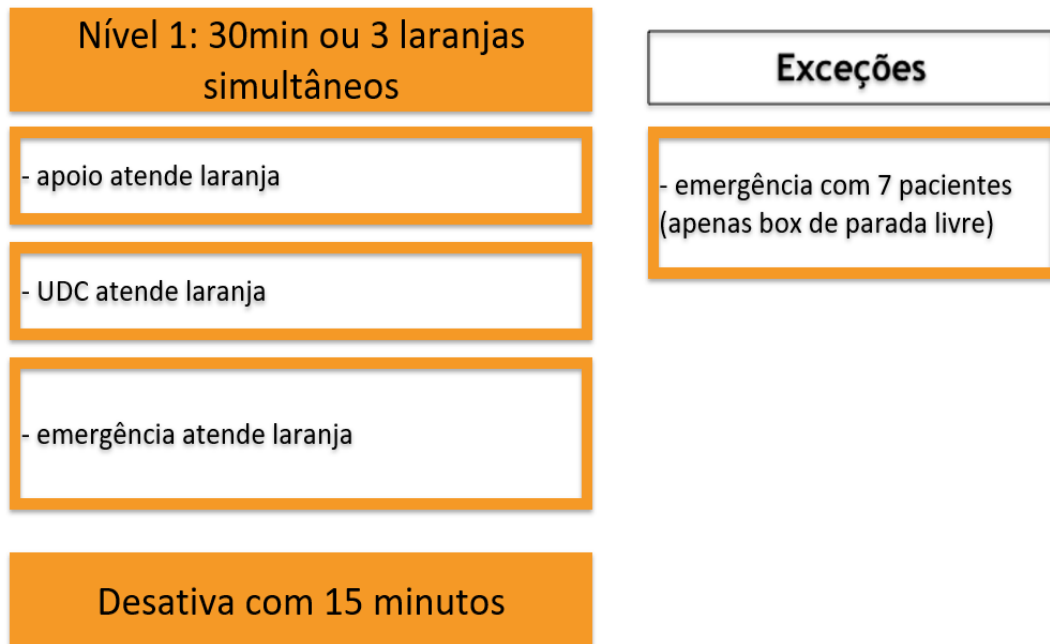 Nível 1: 30min ou 3 laranjas
simultâneos
- apoio atende laranja
- UDC atende laranja
- emergência atende laranja
Desativa com 15 minutos
Exceções
- emergência com 7 pacientes
(apenas box de parada livre)